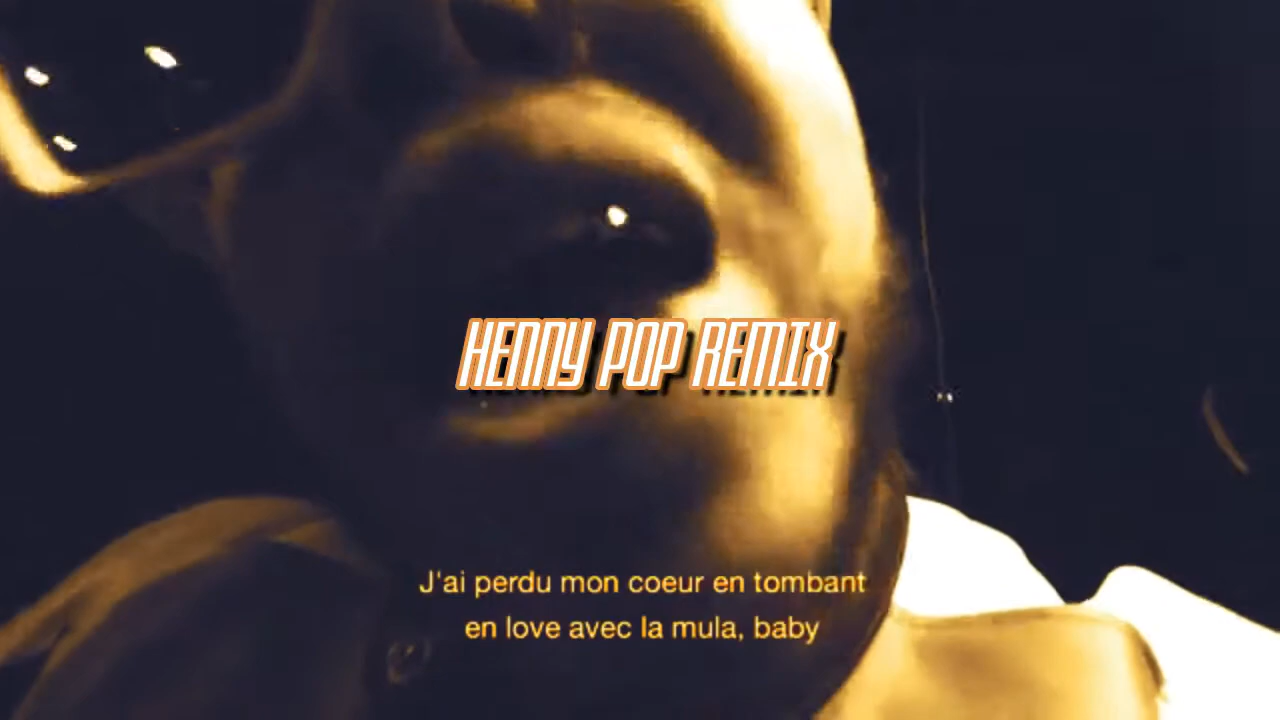 HENNY POP REMIX
J'ai perdu mon coeur en tombant
en love avec la mula, baby